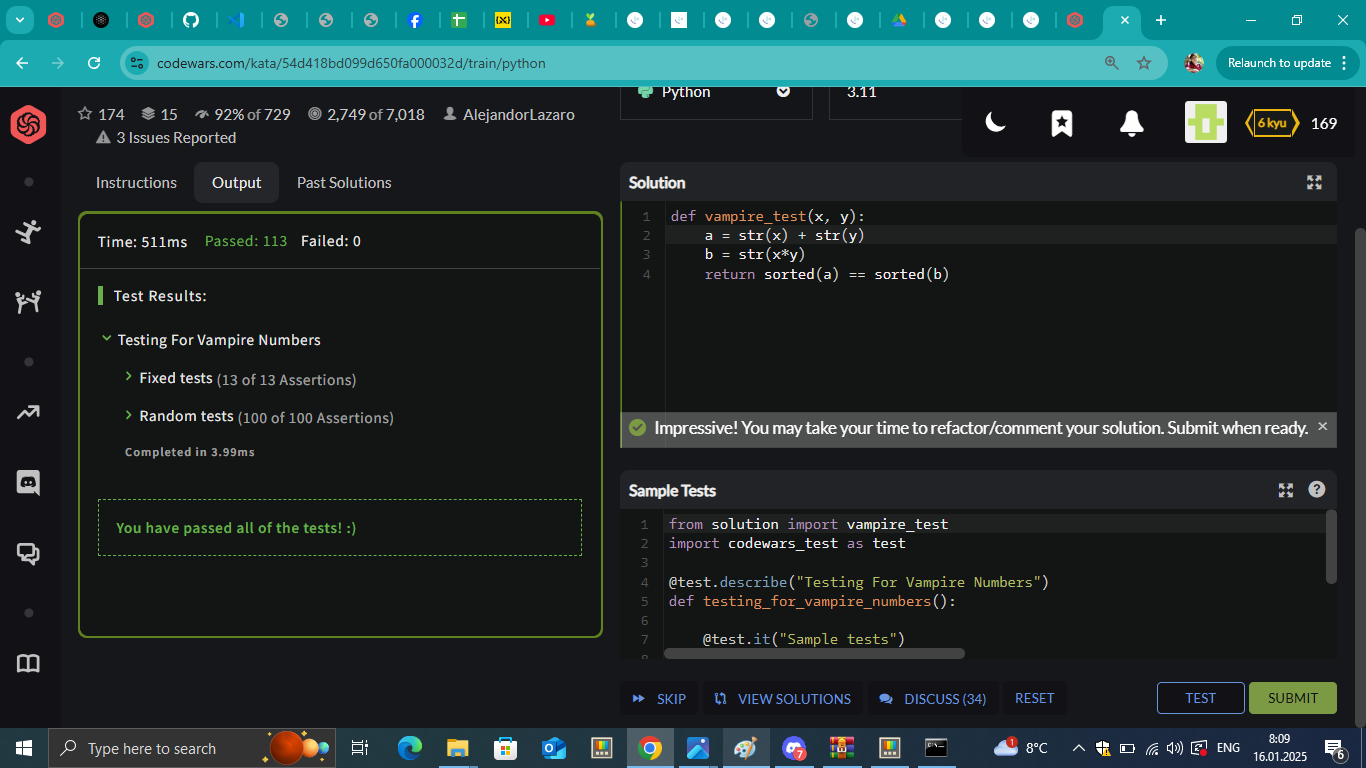 codewars.com/kata/54d418bd099d650fa000032d/train/python
Relaunch to update
174 15 92% of 729 2,749 of 7,018 AlejandorLazaro
3 Issues Reported
Python
3.11
6 kyu
169
Instructions Output Past Solutions
Time: 511ms Passed: 113 Failed: 0
Test Results:
Testing For Vampire Numbers
Fixed tests (13 of 13 Assertions)
Random tests (100 of 100 Assertions)
Completed in 3.99ms
You have passed all of the tests! :)
Solution
1 def vampire_test(x, y):
2 a = str(x) + str(y)
3 b = str(x*y)
4 return sorted(a) == sorted(b)
Impressive! You may take your time to refactor/comment your solution. Submit when ready.
Sample Tests
1 from solution import vampire_test
2 import codewars_test as test
3
4 @test.describe("Testing For Vampire Numbers")
5 def testing_for_vampire_numbers():
6
7 @test.it("Sample tests")
8
SKIP VIEW SOLUTIONS DISCUSS (34) RESET TEST SUBMIT
Type here to search
7
1
8°C
ENG
8:09
16.01.2025
6